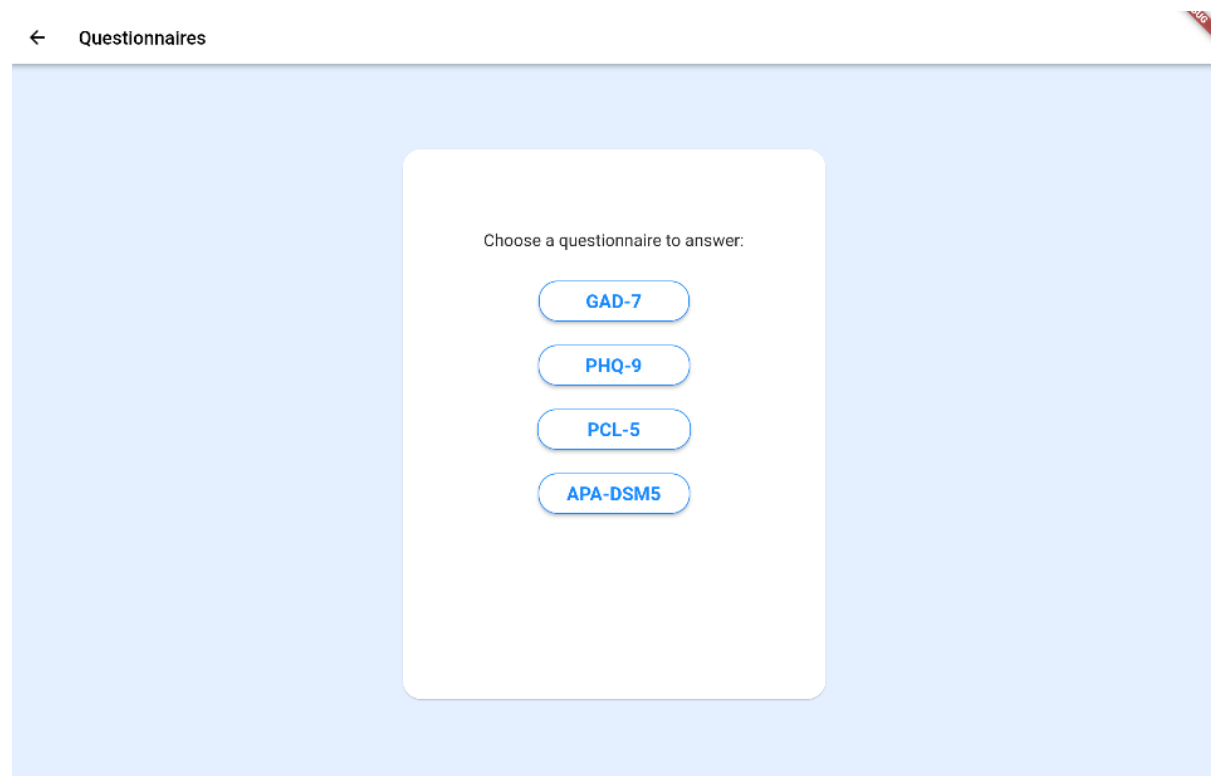 Questionnaires
Choose a questionnaire to answer:
GAD-7
PHQ-9
PCL-5
APA-DSM5